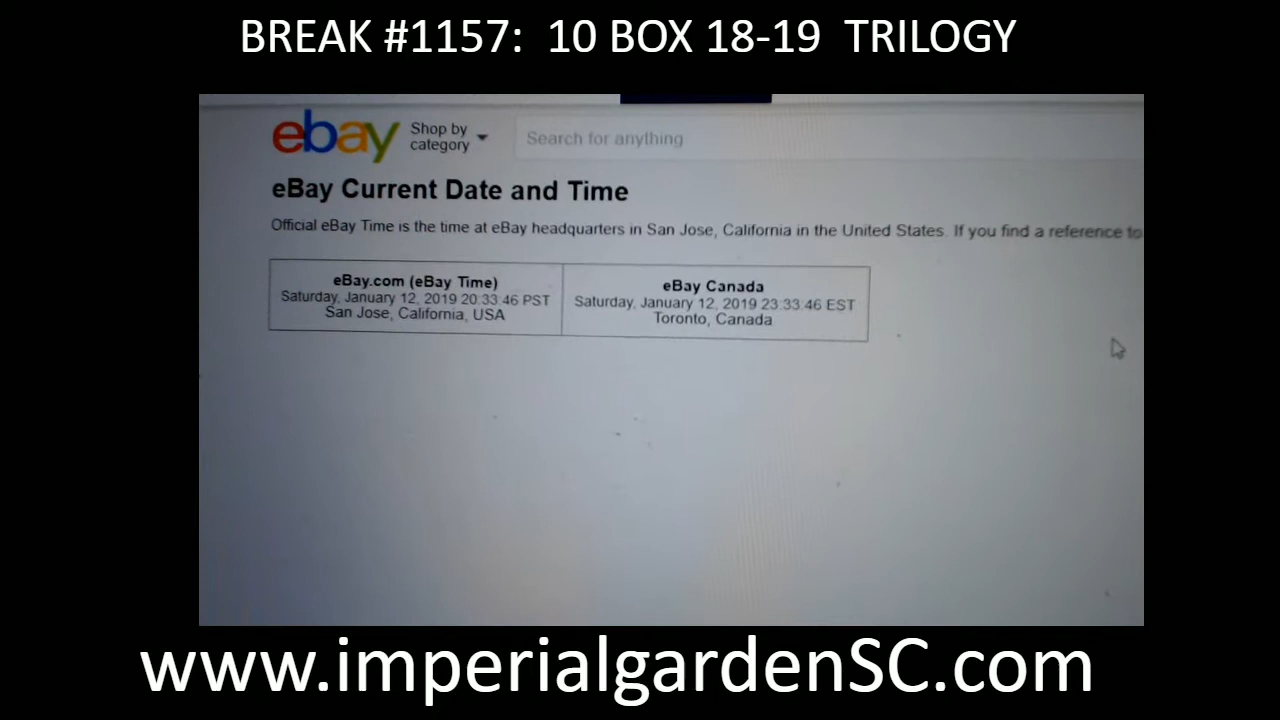 BREAK #1157: 10 BOX 18-19 TRILOGY
ebay
Shop by
category
Search for anything
eBay Current Date and Time
Official eBay Time is the time at eBay headquarters in San Jose, California in the United States. If you find a reference to
eBay.com (eBay Time)
Saturday, January 12, 2019 20:33:46 PST
San Jose, California, USA
eBay Canada
Saturday, January 12, 2019 23:33:46 EST
Toronto, Canada
www.imperialgardenSC.com